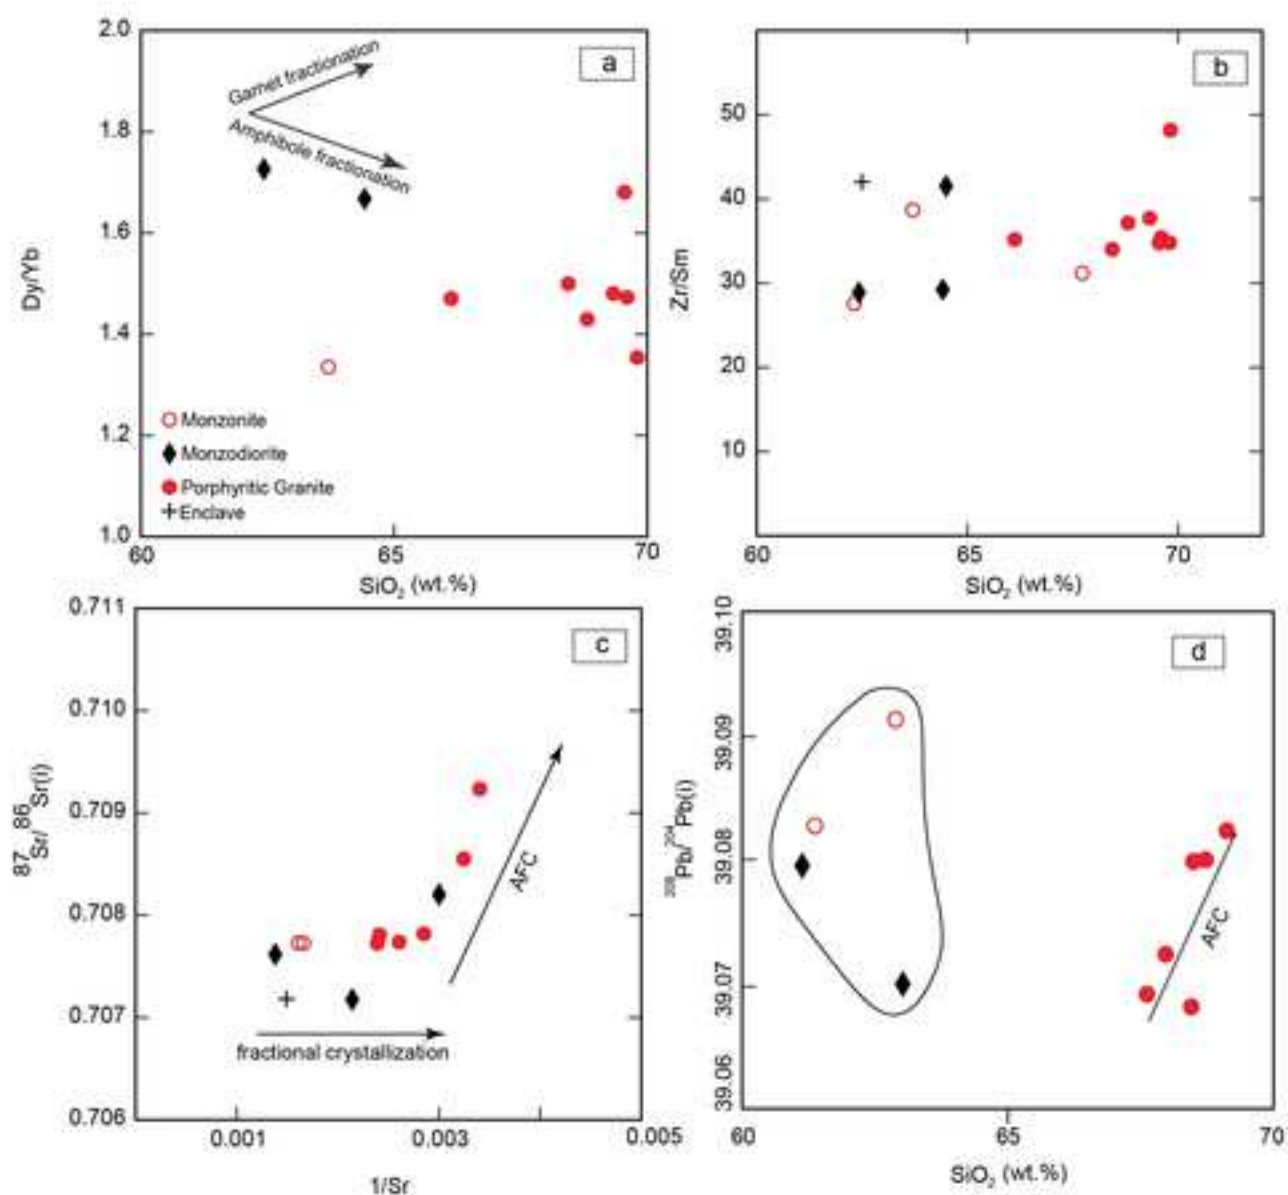 2.0
1.8
1.6
1.4
1.2
1.0
Dy/Yb
a
Garnet fractionation
Amphibole fractionation
Monzonite
Monzodiorite
Porphyritic Granite
Enclave
60
65
70
SiO2 (wt.%)
b
50
40
30
20
10
Zr/Sm
60
65
70
SiO2 (wt.%)
0.711
0.710
0.709
0.708
0.707
0.706
87Sr/ 86Sr(i)
c
AFC
fractional crystallization
0.001
0.003
0.005
1/Sr
39.10
39.09
39.08
39.07
39.06
208Pb/204Pb(i)
d
AFC
60
65
70
SiO2 (wt.%)